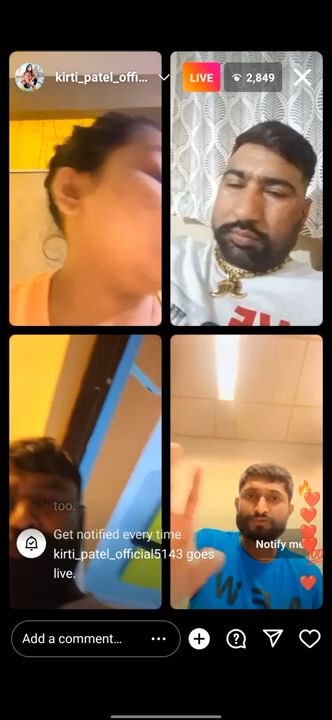 kirti_patel_offi...
LIVE
2,849
too.
Get notified every time
kirti_patel_official5143 goes
live.
Notify me
Add a comment...